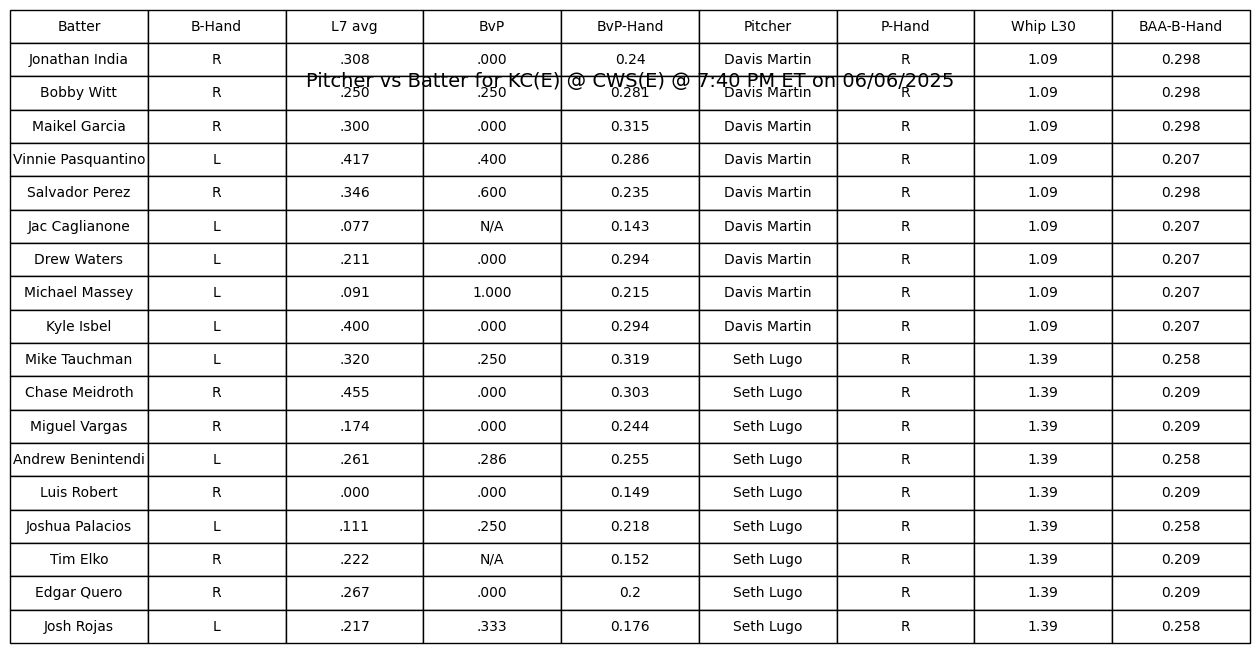 Batter B-Hand L7 avg BvP BvP-Hand Pitcher P-Hand Whip L30 BAA-B-Hand
Jonathan India R .308 .000 0.24 Davis Martin R 1.09 0.298
Pitcher vs Batter for KC(E) @ CWS(E) @ 7:40 PM ET on 06/06/2025
Bobby Witt R .250 .250 0.281 Davis Martin R 1.09 0.298
Maikel Garcia R .300 .000 0.315 Davis Martin R 1.09 0.298
Vinnie Pasquantino L .417 .400 0.286 Davis Martin R 1.09 0.207
Salvador Perez R .346 .600 0.235 Davis Martin R 1.09 0.298
Jac Caglianone L .077 N/A 0.143 Davis Martin R 1.09 0.207
Drew Waters L .211 .000 0.294 Davis Martin R 1.09 0.207
Michael Massey L .091 1.000 0.215 Davis Martin R 1.09 0.207
Kyle Isbel L .400 .000 0.294 Davis Martin R 1.09 0.207
Mike Tauchman L .320 .250 0.319 Seth Lugo R 1.39 0.258
Chase Meidroth R .455 .000 0.303 Seth Lugo R 1.39 0.209
Miguel Vargas R .174 .000 0.244 Seth Lugo R 1.39 0.209
Andrew Benintendi L .261 .286 0.255 Seth Lugo R 1.39 0.258
Luis Robert R .000 .000 0.149 Seth Lugo R 1.39 0.209
Joshua Palacios L .111 .250 0.218 Seth Lugo R 1.39 0.258
Tim Elko R .222 N/A 0.152 Seth Lugo R 1.39 0.209
Edgar Quero R .267 .000 0.2 Seth Lugo R 1.39 0.209
Josh Rojas L .217 .333 0.176 Seth Lugo R 1.39 0.258